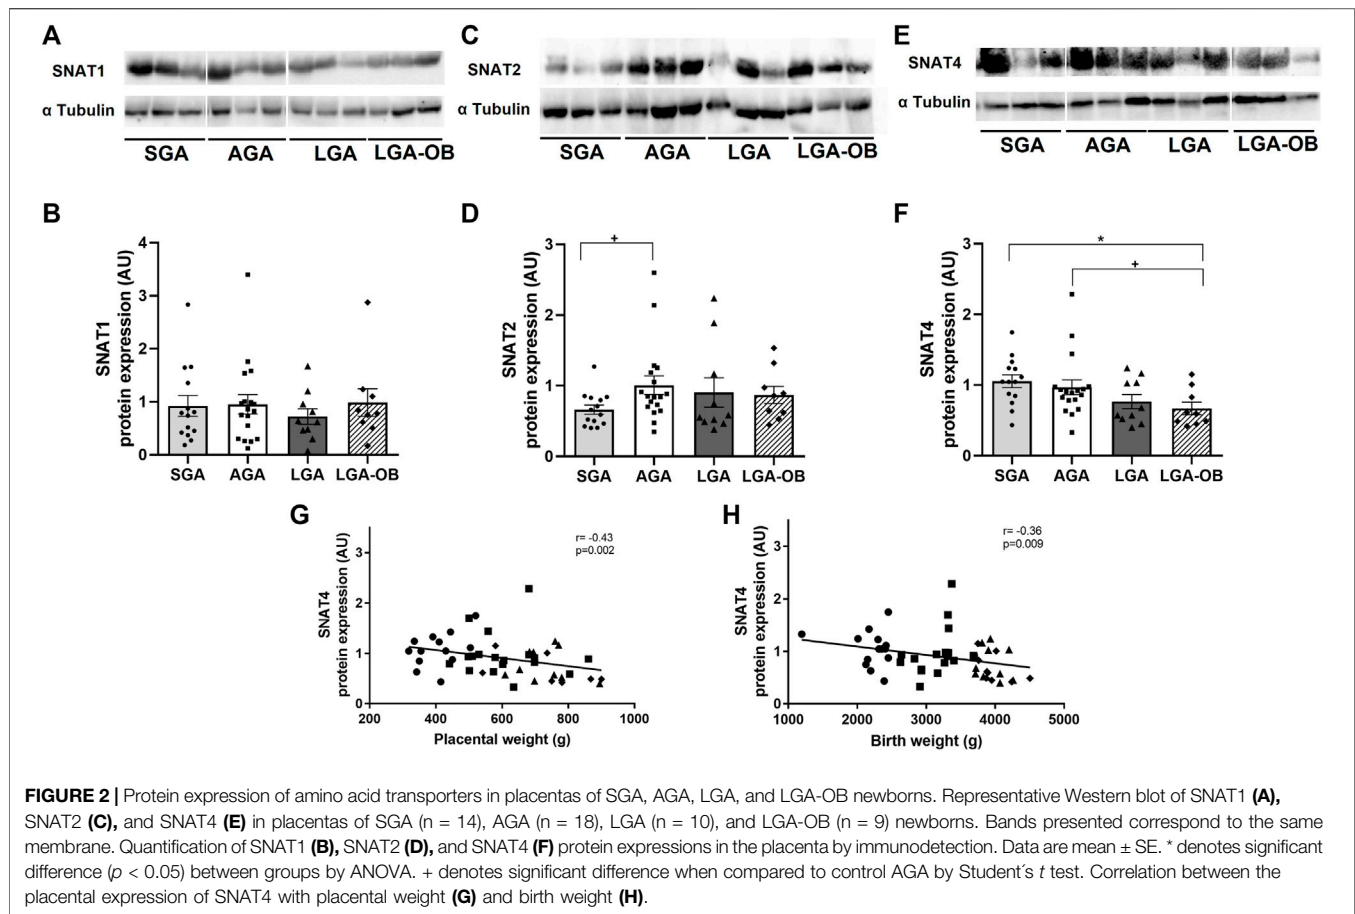 A
SNAT1
α Tubulin
SGA AGA LGA LGA-OB
C
SNAT2
α Tubulin
SGA AGA LGA LGA-OB
E
SNAT4
α Tubulin
SGA AGA LGA LGA-OB
B
SNAT1
protein expression (AU)
4
3
2
1
0
SGA AGA LGA LGA-OB
D
SNAT2
protein expression (AU)
3
2
1
0
+
SGA AGA LGA LGA-OB
F
SNAT4
protein expression (AU)
3
2
1
0
*
+
SGA AGA LGA LGA-OB
G
SNAT4
protein expression (AU)
3
2
1
0
r= -0.43
p=0.002
200 400 600 800 1000
Placental weight (g)
H
SNAT4
protein expression (AU)
3
2
1
0
r= -0.36
p=0.009
1000 2000 3000 4000 5000
Birth weight (g)
FIGURE 2 | Protein expression of amino acid transporters in placentas of SGA, AGA, LGA, and LGA-OB newborns. Representative Western blot of SNAT1 (A),
SNAT2 (C), and SNAT4 (E) in placentas of SGA (n = 14), AGA (n = 18), LGA (n = 10), and LGA-OB (n = 9) newborns. Bands presented correspond to the same
membrane. Quantification of SNAT1 (B), SNAT2 (D), and SNAT4 (F) protein expressions in the placenta by immunodetection. Data are mean ± SE. * denotes significant
difference (p < 0.05) between groups by ANOVA. + denotes significant difference when compared to control AGA by Student´s t test. Correlation between the
placental expression of SNAT4 with placental weight (G) and birth weight (H).